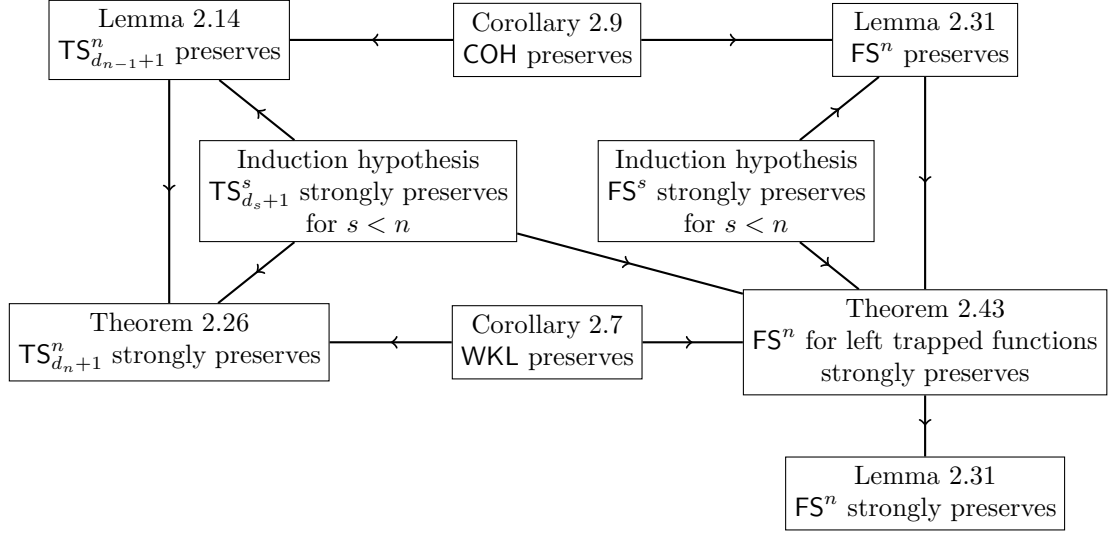 Lemma 2.14
TS^n_{d_{n−1}+1} preserves
Corollary 2.9
COH preserves
Lemma 2.31
FS^n preserves
Induction hypothesis
TS^s_{d_s+1} strongly preserves
for s < n
Induction hypothesis
FS^s strongly preserves
for s < n
Theorem 2.26
TS^n_{d_n+1} strongly preserves
Corollary 2.7
WKL preserves
Theorem 2.43
FS^n for left trapped functions
strongly preserves
Lemma 2.31
FS^n strongly preserves